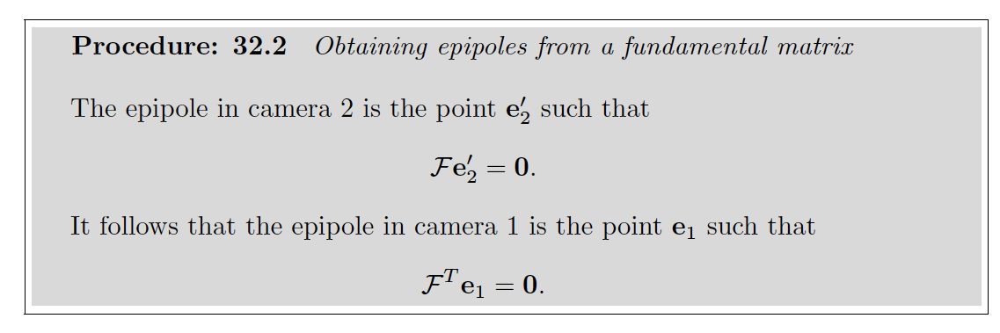 Procedure: 32.2 Obtaining epipoles from a fundamental matrix
The epipole in camera 2 is the point e′₂ such that
ℱe′₂ = 0.
It follows that the epipole in camera 1 is the point e₁ such that
ℱᵀe₁ = 0.